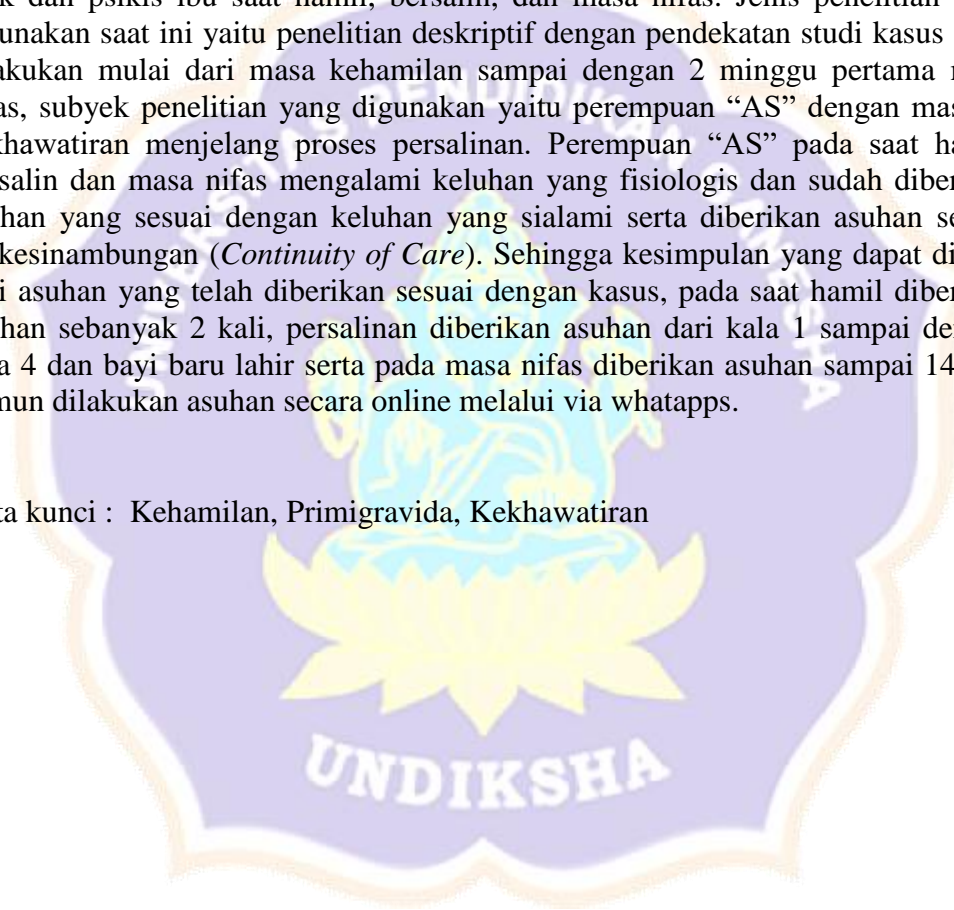 k dan psikis ibu saat hamil, bersalin, dan masa nifas. Jenis penelitian
unakan saat ini yaitu penelitian deskriptif dengan pendekatan studi kasus
akukan mulai dari masa kehamilan sampai dengan 2 minggu pertama
as, subyek penelitian yang digunakan yaitu perempuan “AS” dengan mas
khawatiran menjelang proses persalinan. Perempuan “AS” pada saat ha
salin dan masa nifas mengalami keluhan yang fisiologis dan sudah diber
han yang sesuai dengan keluhan yang sialami serta diberikan asuhan se
kesinambungan (Continuity of Care). Sehingga kesimpulan yang dapat di
i asuhan yang telah diberikan sesuai dengan kasus, pada saat hamil diber
han sebanyak 2 kali, persalinan diberikan asuhan dari kala 1 sampai den
a 4 dan bayi baru lahir serta pada masa nifas diberikan asuhan sampai 14
mun dilakukan asuhan secara online melalui via whatapps.
ta kunci : Kehamilan, Primigravida, Kekhawatiran
UNIVERSITAS PENDIDIKAN GANESHA
UNDIKSHA